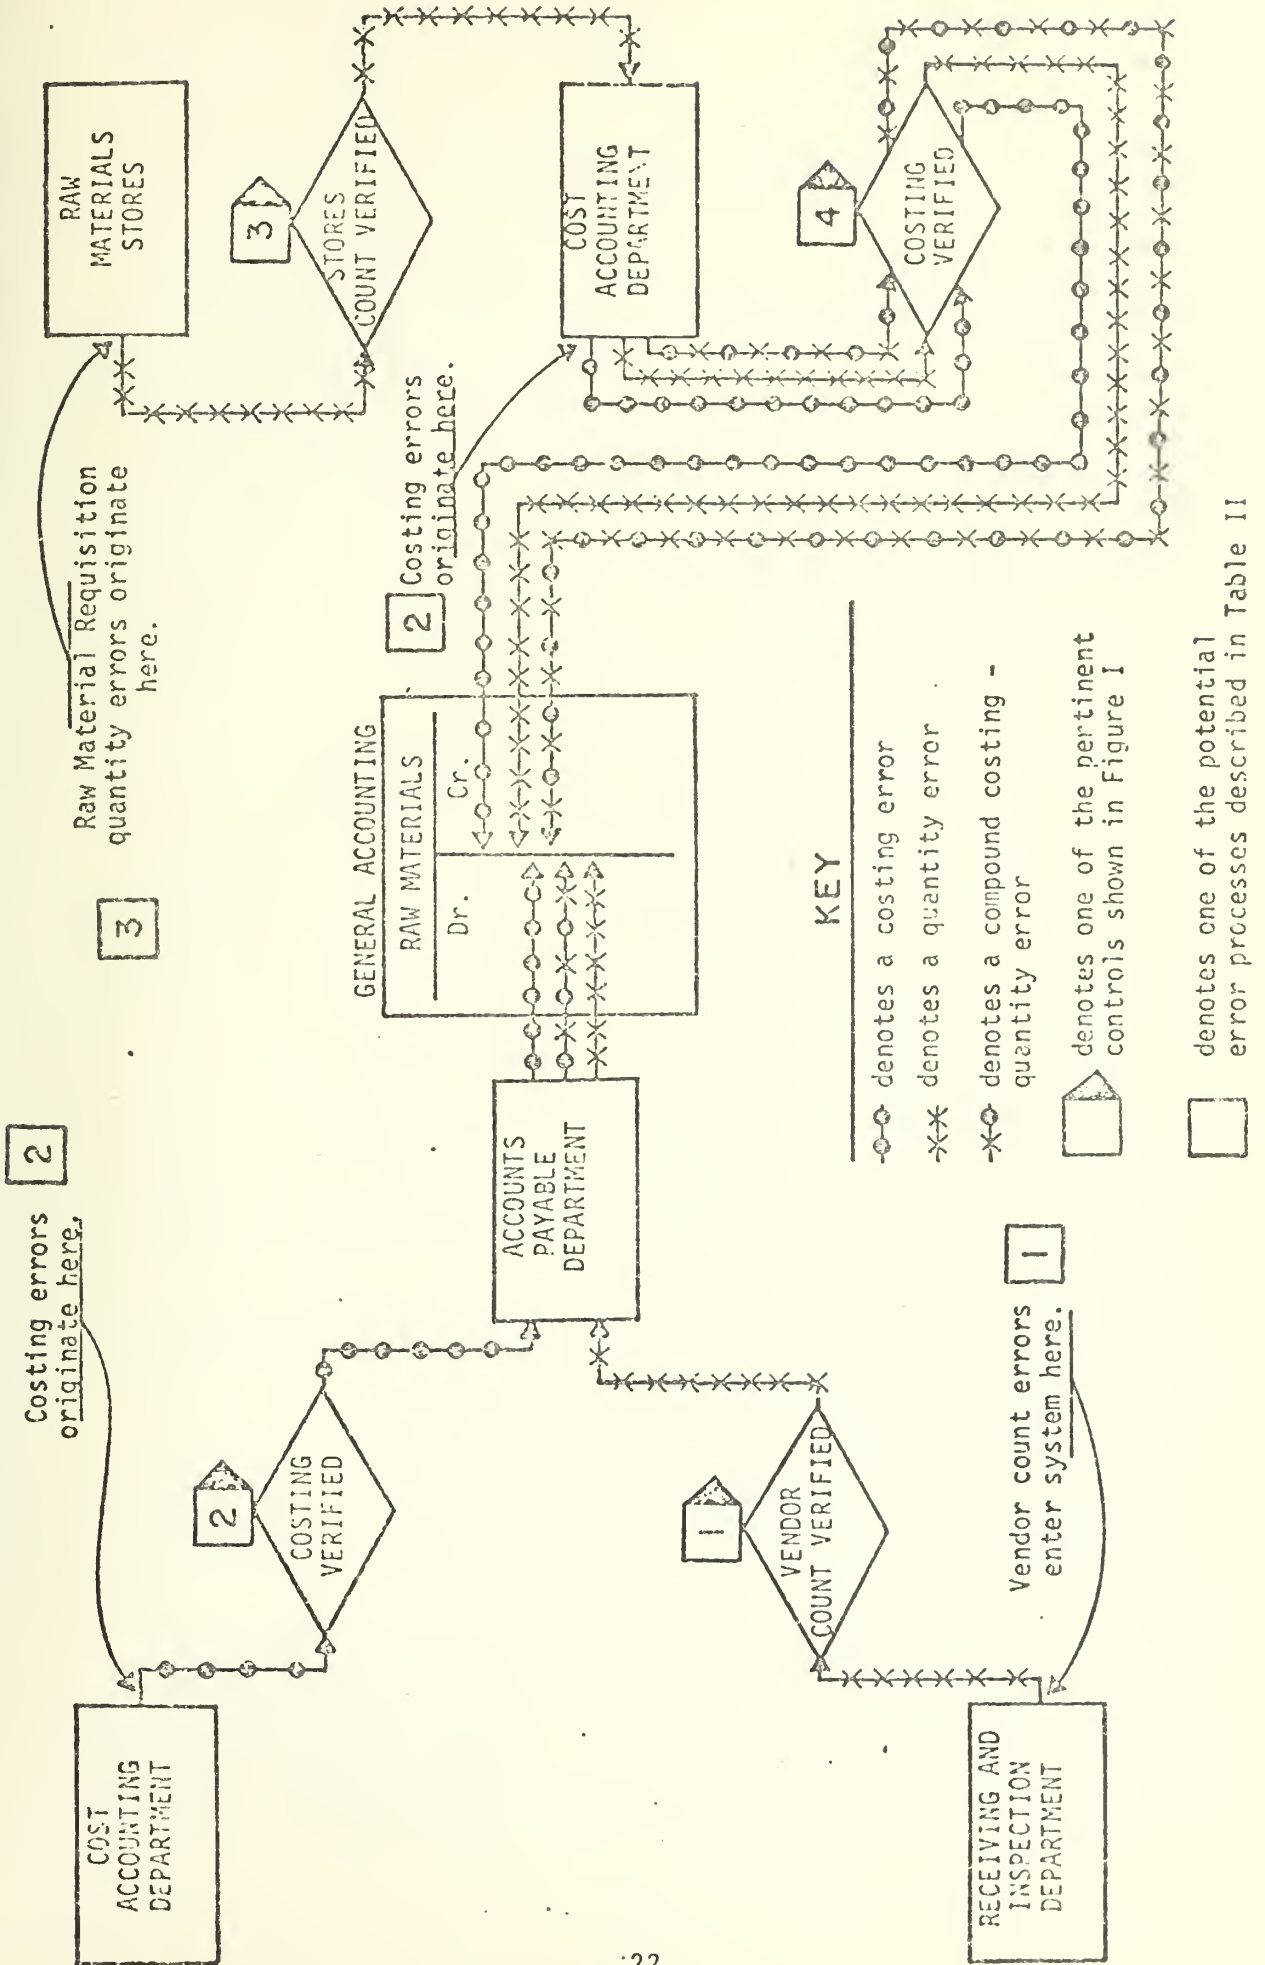 COST
ACCOUNTING
DEPARTMENT
Costing errors
originate here.
2
2
COSTING
VERIFIED
RECEIVING AND
INSPECTION
DEPARTMENT
Vendor count errors
enter system here.
1
1
VENDOR
COUNT VERIFIED
ACCOUNTS
PAYABLE
DEPARTMENT
GENERAL ACCOUNTING
RAW MATERIALS
Dr.
Cr.
3
Raw Material Requisition
quantity errors originate
here.
RAW
MATERIALS
STORES
3
STORES
COUNT VERIFIED
2
Costing errors
originate here.
COST
ACCOUNTING
DEPARTMENT
4
COSTING
VERIFIED
KEY
denotes a costing error
denotes a quantity error
denotes a compound costing -
quantity error
denotes one of the pertinent
controls shown in Figure I
denotes one of the potential
error processes described in Table II
22